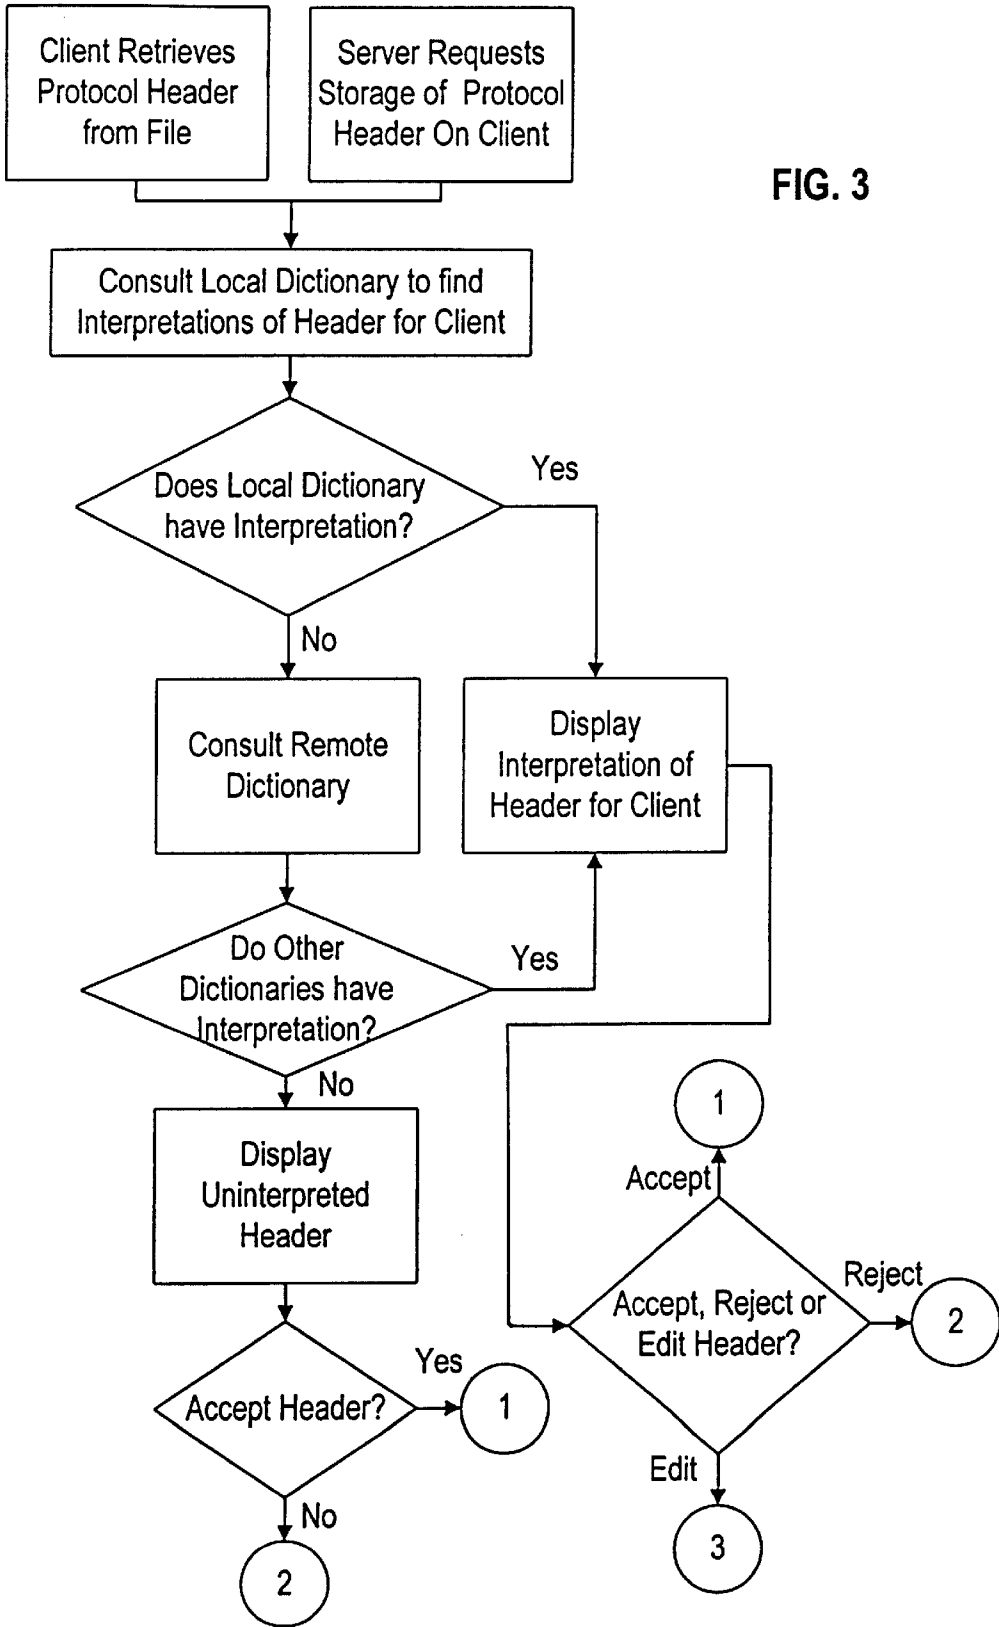 Client Retrieves
Protocol Header
from File
Server Requests
Storage of Protocol
Header On Client
FIG. 3
Consult Local Dictionary to find
Interpretations of Header for Client
Does Local Dictionary
have Interpretation?
Yes
No
Consult Remote
Dictionary
Display
Interpretation of
Header for Client
Do Other
Dictionaries have
Interpretation?
Yes
No
Display
Uninterpreted
Header
Accept Header?
Yes
1
No
2
1
Accept
Accept, Reject or
Edit Header?
Reject
2
Edit
3